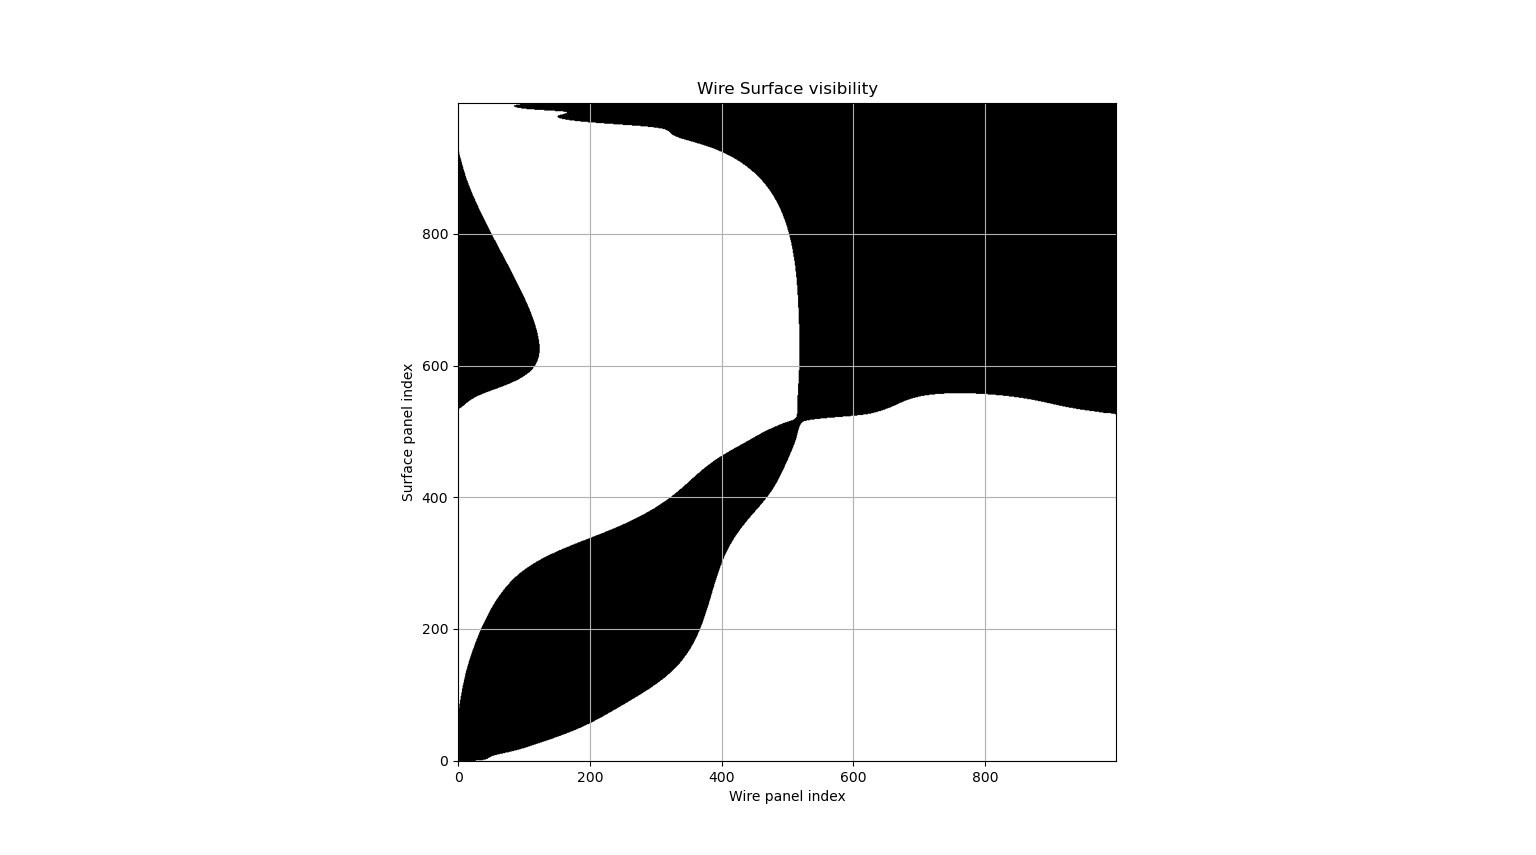 Wire Surface visibility
Surface panel index
800
600
400
200
0
0 200 400 600 800
Wire panel index